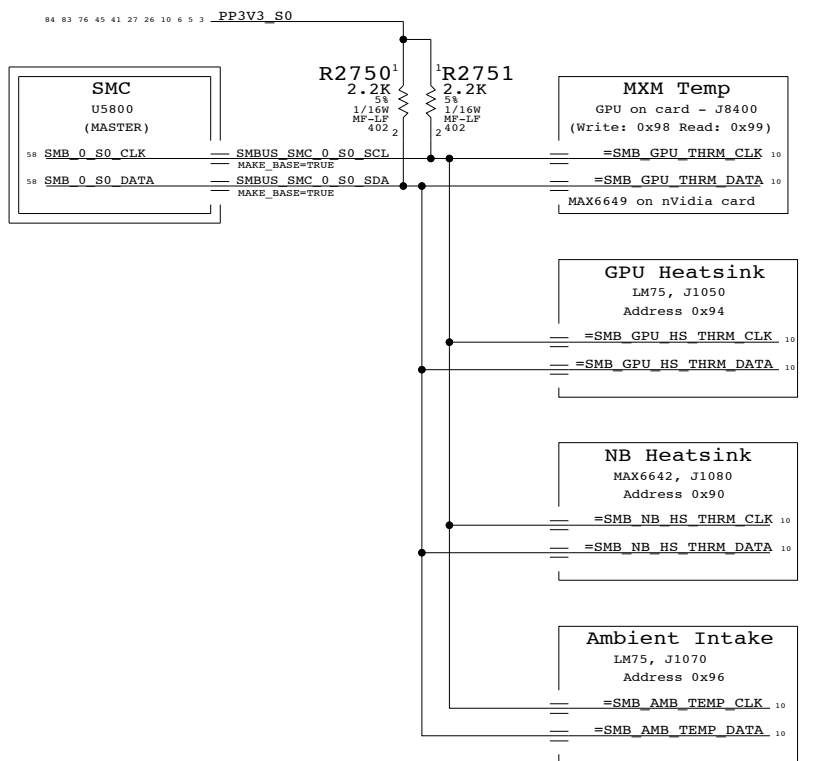 84 83 76 45 41 27 26 10 6 5 3 PP3V3_S0
R2750 1
2.2K
5%
1/16W
MF-LF
402
2
1 R2751
2.2K
5%
1/16W
MF-LF
402
2
SMC
U5800
(MASTER)
58 SMB_0_S0_CLK
SMBUS_SMC_0_S0_SCL
MAKE_BASE=TRUE
58 SMB_0_S0_DATA
SMBUS_SMC_0_S0_SDA
MAKE_BASE=TRUE
MXM Temp
GPU on card - J8400
(Write: 0x98 Read: 0x99)
=SMB_GPU_THRM_CLK 10
=SMB_GPU_THRM_DATA 10
MAX6649 on nVidia card
GPU Heatsink
LM75, J1050
Address 0x94
=SMB_GPU_HS_THRM_CLK 10
=SMB_GPU_HS_THRM_DATA 10
NB Heatsink
MAX6642, J1080
Address 0x90
=SMB_NB_HS_THRM_CLK 10
=SMB_NB_HS_THRM_DATA 10
Ambient Intake
LM75, J1070
Address 0x96
=SMB_AMB_TEMP_CLK 10
=SMB_AMB_TEMP_DATA 10